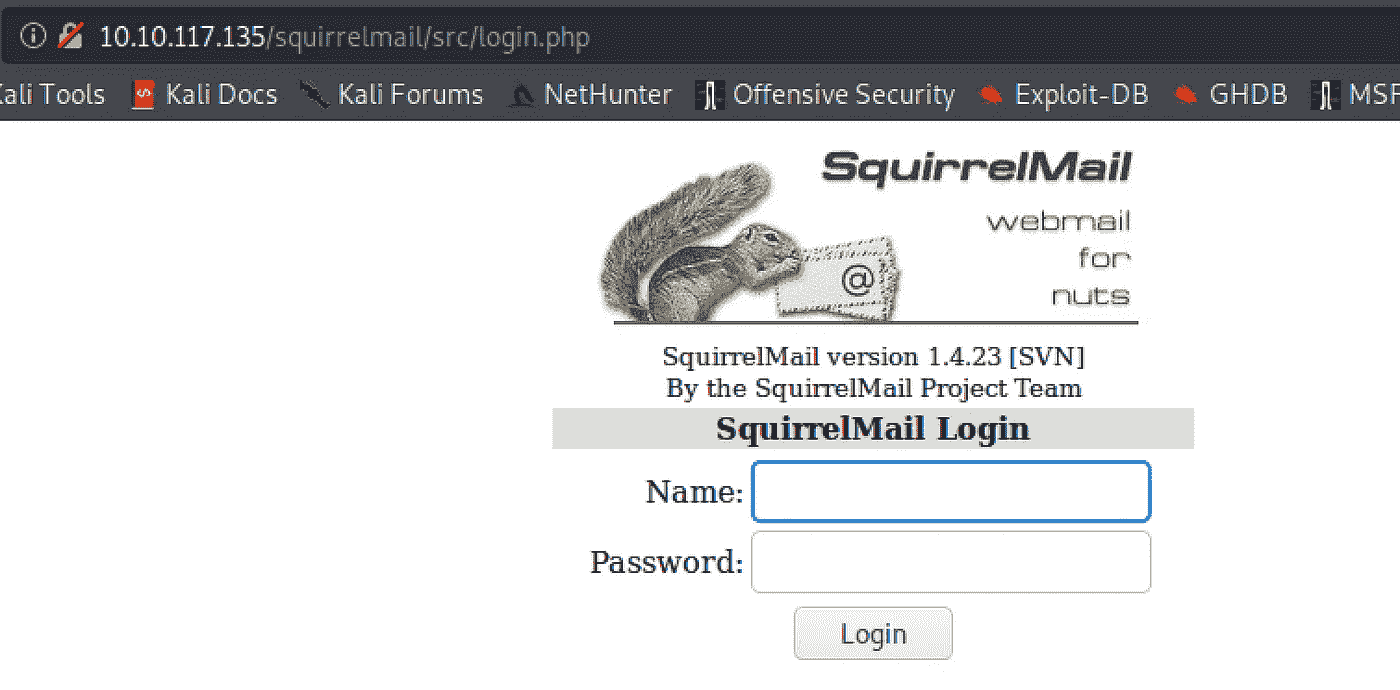 10.10.117.135/squirrelmail/src/login.php
Kali Tools Kali Docs Kali Forums NetHunter Offensive Security Exploit-DB GHDB MSF
SquirrelMail
webmail
for
nuts
@
SquirrelMail version 1.4.23 [SVN]
By the SquirrelMail Project Team
SquirrelMail Login
Name:
Password:
Login